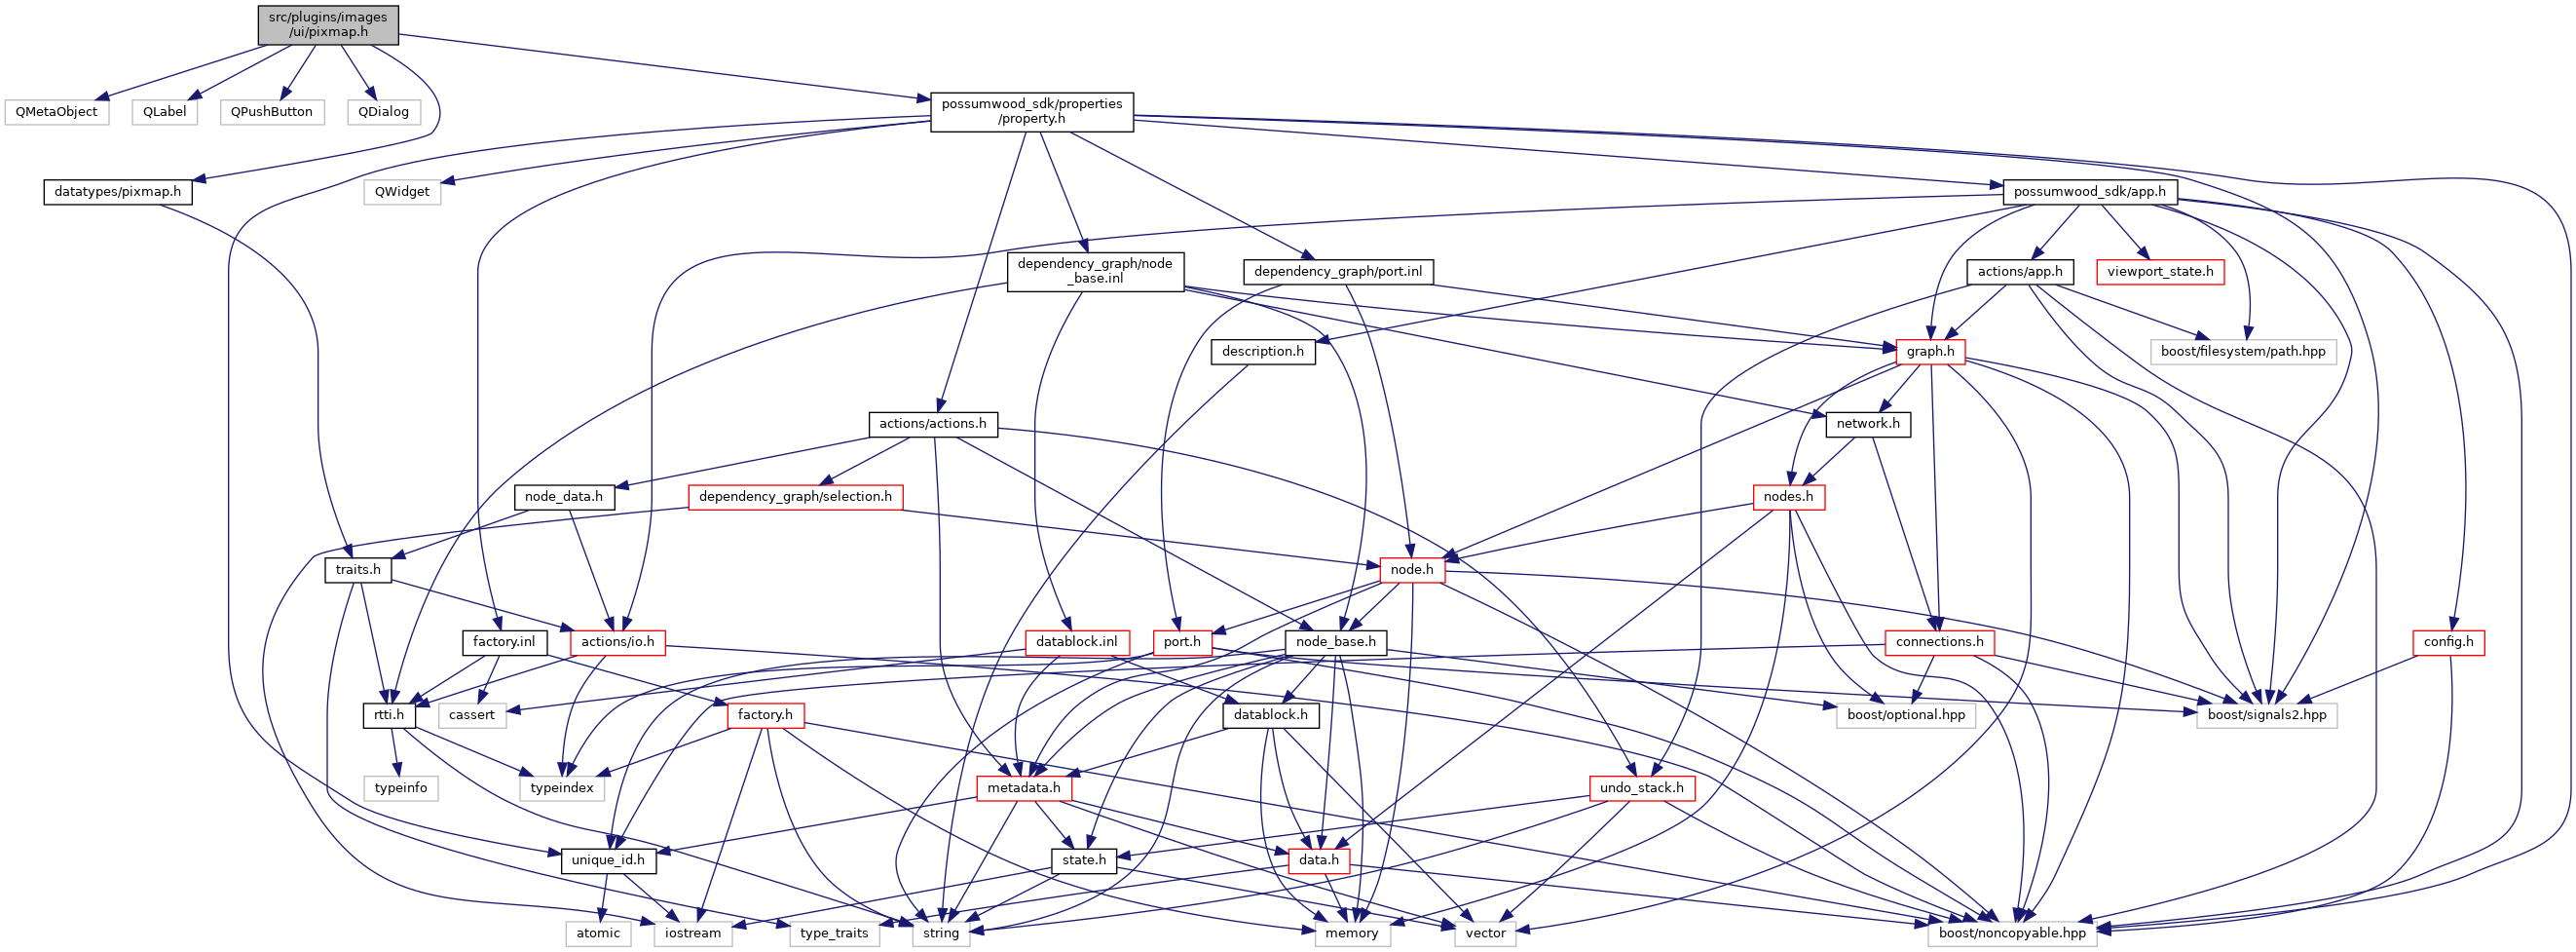 src/plugins/images
/ui/pixmap.h
QMetaObject
QLabel
QPushButton
QDialog
possumwood_sdk/properties
/property.h
datatypes/pixmap.h
QWidget
possumwood_sdk/app.h
dependency_graph/node
_base.inl
dependency_graph/port.inl
actions/app.h
viewport_state.h
description.h
graph.h
boost/filesystem/path.hpp
actions/actions.h
network.h
node_data.h
dependency_graph/selection.h
nodes.h
traits.h
node.h
factory.inl
actions/io.h
datablock.inl
port.h
node_base.h
connections.h
config.h
rtti.h
cassert
factory.h
datablock.h
boost/optional.hpp
boost/signals2.hpp
typeinfo
typeindex
metadata.h
undo_stack.h
unique_id.h
state.h
data.h
atomic
iostream
type_traits
string
memory
vector
boost/noncopyable.hpp